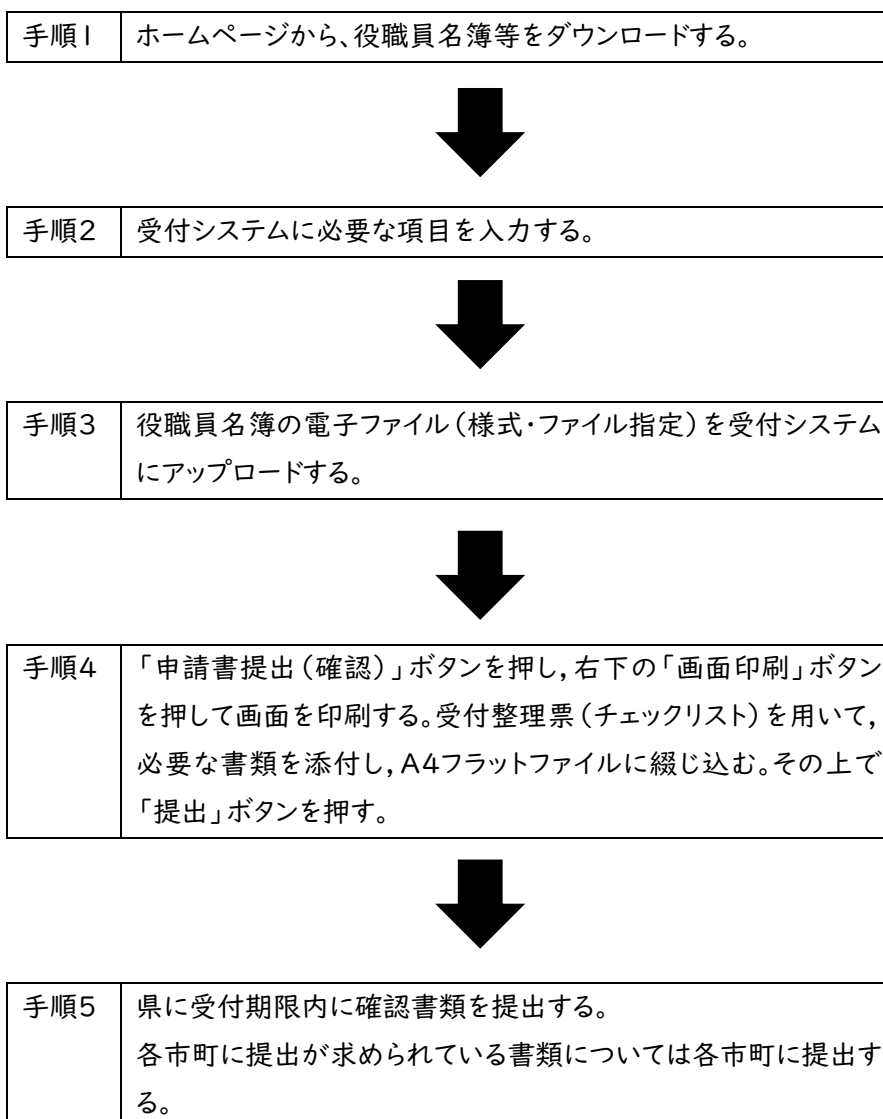 手順1 ホームページから、役職員名簿等をダウンロードする。
手順2 受付システムに必要な項目を入力する。
手順3 役職員名簿の電子ファイル（様式・ファイル指定）を受付システム
にアップロードする。
手順4 「申請書提出（確認）」ボタンを押し，右下の「画面印刷」ボタン
を押して画面を印刷する。受付整理票（チェックリスト）を用いて，
必要な書類を添付し，A4フラットファイルに綴じ込む。その上で
「提出」ボタンを押す。
手順5 県に受付期限内に確認書類を提出する。
各市町に提出が求められている書類については各市町に提出す
る。